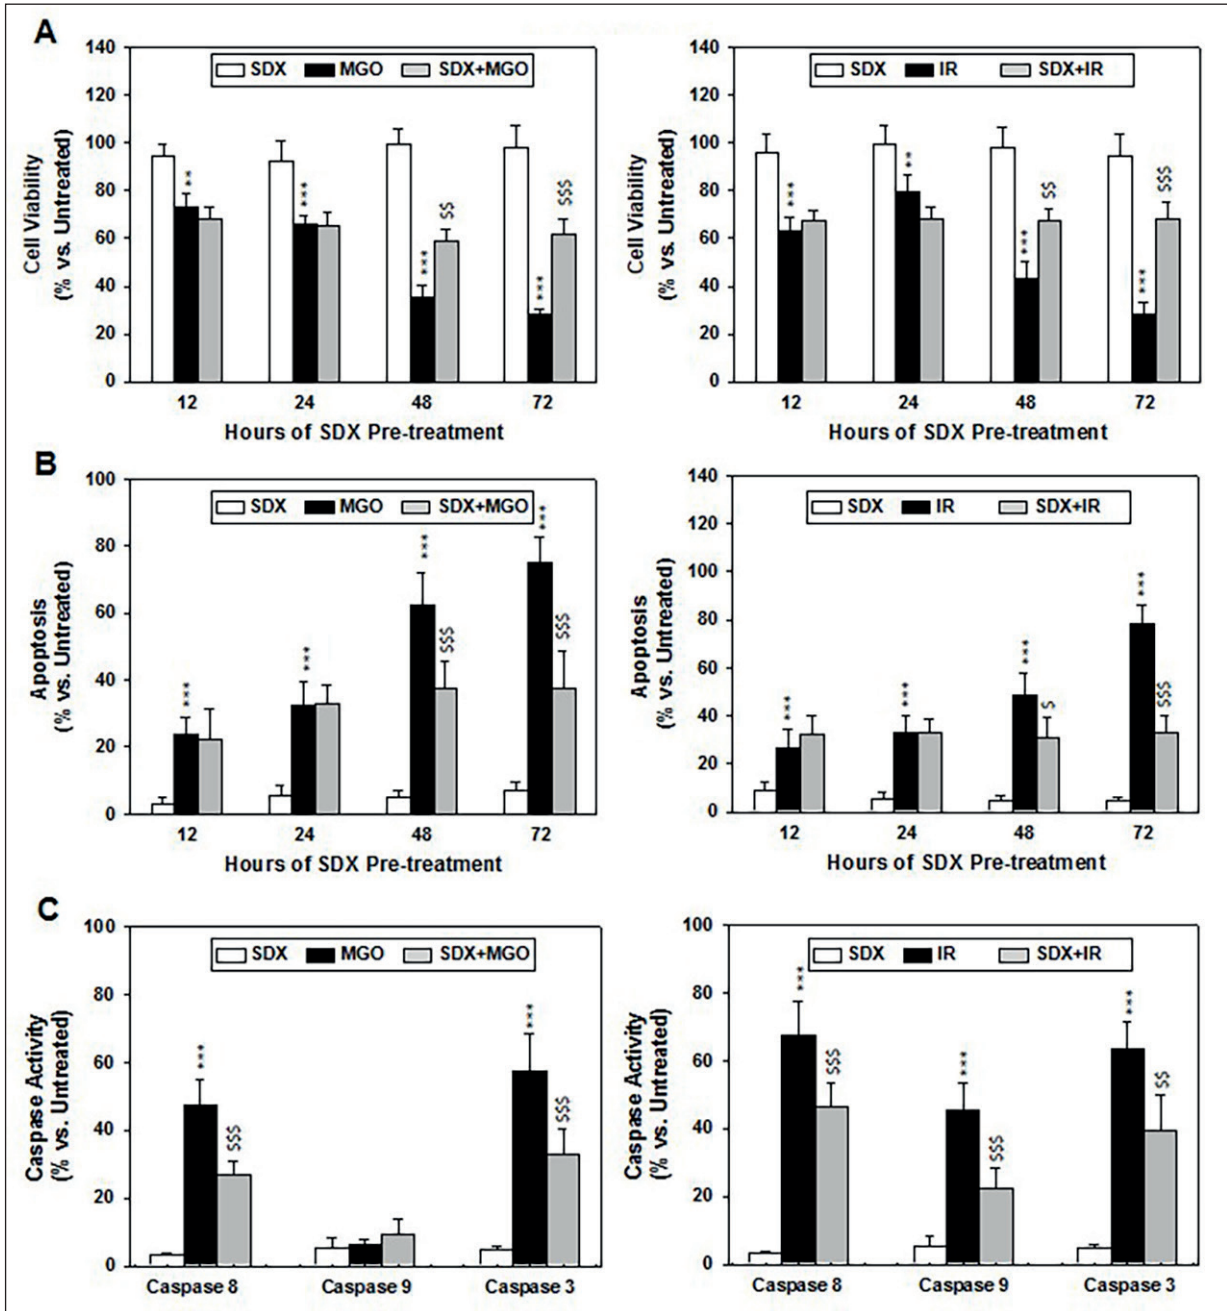 A
140
120
100
80
60
40
20
0
Cell Viability
(% vs. Untreated)
SDX MGO SDX+MGO
** *** *** $$ *** $$$
12 24 48 72
Hours of SDX Pre-treatment
140
120
100
80
60
40
20
0
Cell Viability
(% vs. Untreated)
SDX IR SDX+IR
*** ** *** $$ *** $$$
12 24 48 72
Hours of SDX Pre-treatment
B
100
80
60
40
20
0
Apoptosis
(% vs. Untreated)
SDX MGO SDX+MGO
*** *** *** $$$ *** $$$
12 24 48 72
Hours of SDX Pre-treatment
140
120
100
80
60
40
20
0
Apoptosis
(% vs. Untreated)
SDX IR SDX+IR
*** *** *** $ *** $$$
12 24 48 72
Hours of SDX Pre-treatment
C
100
80
60
40
20
0
Caspase Activity
(% vs. Untreated)
SDX MGO SDX+MGO
*** $$$ *** $$$
Caspase 8 Caspase 9 Caspase 3
100
80
60
40
20
0
Caspase Activity
(% vs. Untreated)
SDX IR SDX+IR
*** $$$ *** $$$ *** $$
Caspase 8 Caspase 9 Caspase 3